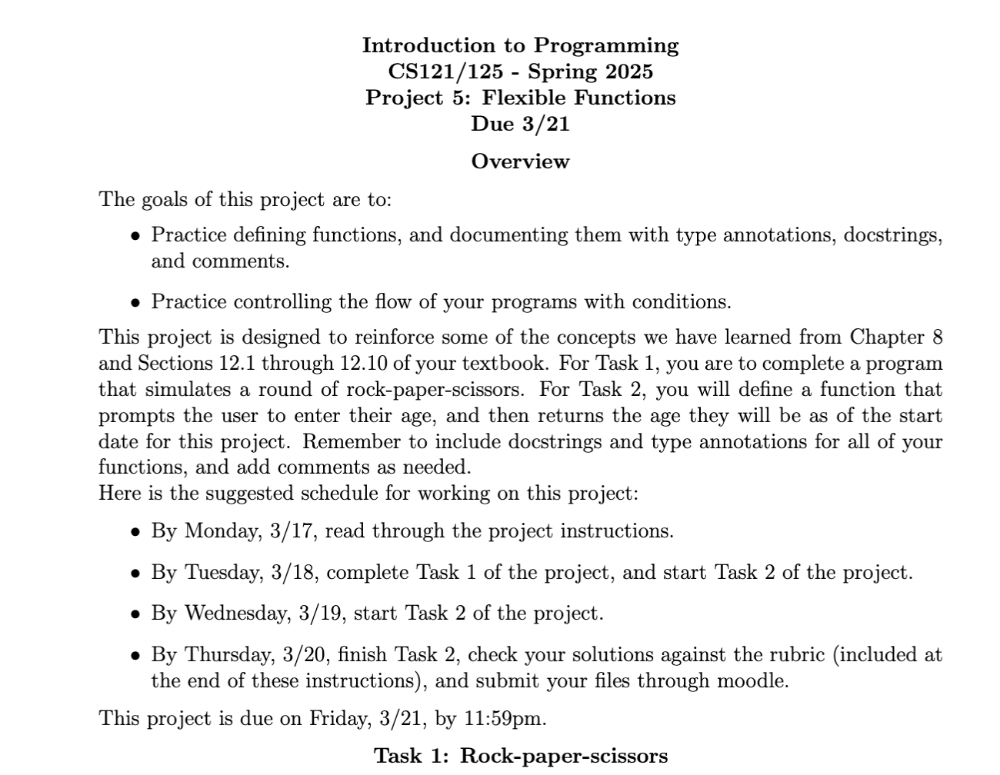 Introduction to Programming
CS121/125 - Spring 2025
Project 5: Flexible Functions
Due 3/21
Overview
The goals of this project are to:
• Practice defining functions, and documenting them with type annotations, docstrings,
and comments.
• Practice controlling the flow of your programs with conditions.
This project is designed to reinforce some of the concepts we have learned from Chapter 8
and Sections 12.1 through 12.10 of your textbook. For Task 1, you are to complete a program
that simulates a round of rock-paper-scissors. For Task 2, you will define a function that
prompts the user to enter their age, and then returns the age they will be as of the start
date for this project. Remember to include docstrings and type annotations for all of your
functions, and add comments as needed.
Here is the suggested schedule for working on this project:
• By Monday, 3/17, read through the project instructions.
• By Tuesday, 3/18, complete Task 1 of the project, and start Task 2 of the project.
• By Wednesday, 3/19, start Task 2 of the project.
• By Thursday, 3/20, finish Task 2, check your solutions against the rubric (included at
the end of these instructions), and submit your files through moodle.
This project is due on Friday, 3/21, by 11:59pm.
Task 1: Rock-paper-scissors